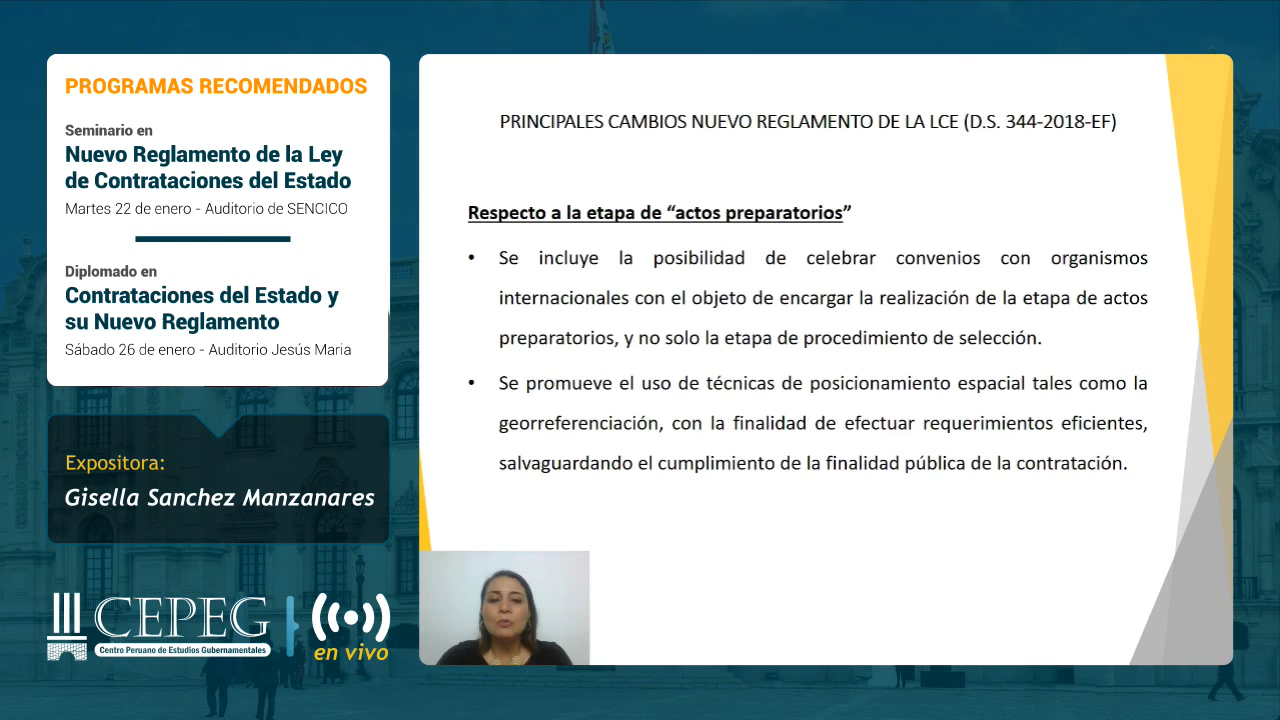 PROGRAMAS RECOMENDADOS
Seminario en
Nuevo Reglamento de la Ley
de Contrataciones del Estado
Martes 22 de enero - Auditorio de SENCICO
Diplomado en
Contrataciones del Estado y
su Nuevo Reglamento
Sábado 26 de enero - Auditorio Jesús Maria
Expositora:
Gisella Sanchez Manzanares
CEPEG
Centro Peruano de Estudios Gubernamentales
en vivo
PRINCIPALES CAMBIOS NUEVO REGLAMENTO DE LA LCE (D.S. 344-2018-EF)
Respecto a la etapa de “actos preparatorios”
• Se incluye la posibilidad de celebrar convenios con organismos
internacionales con el objeto de encargar la realización de la etapa de actos
preparatorios, y no solo la etapa de procedimiento de selección.
• Se promueve el uso de técnicas de posicionamiento espacial tales como la
georreferenciación, con la finalidad de efectuar requerimientos eficientes,
salvaguardando el cumplimiento de la finalidad pública de la contratación.